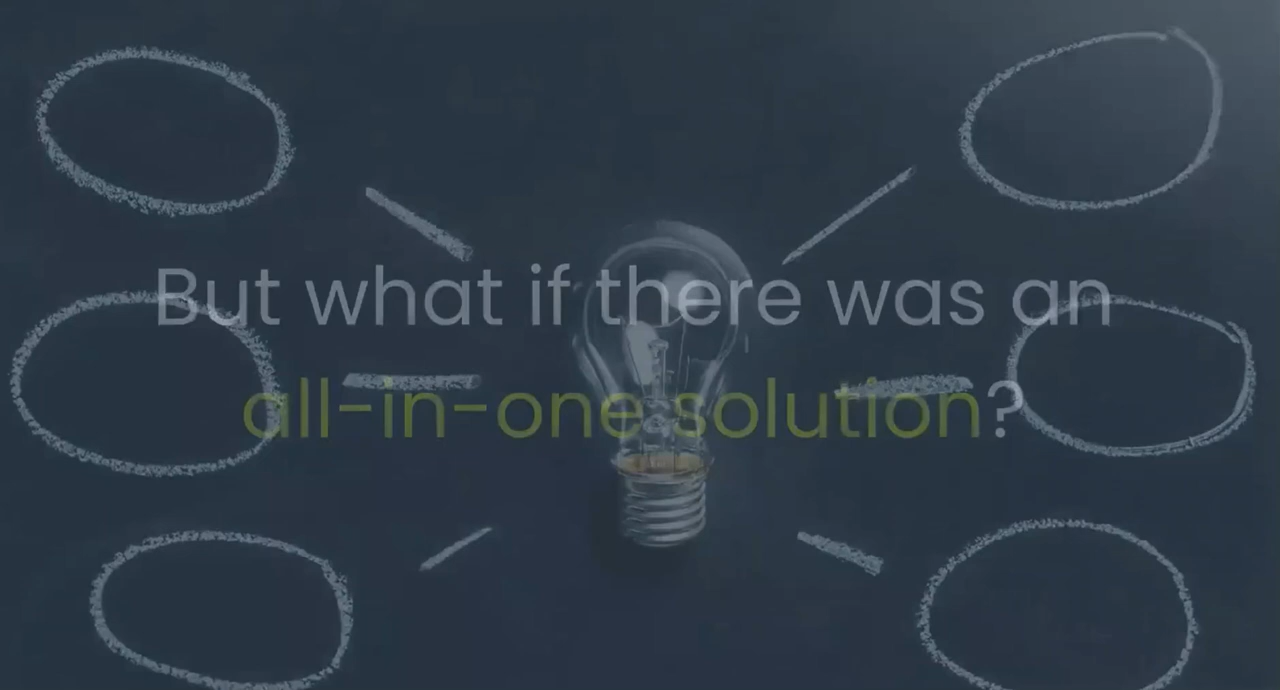 But what if there was an
all-in-one solution?